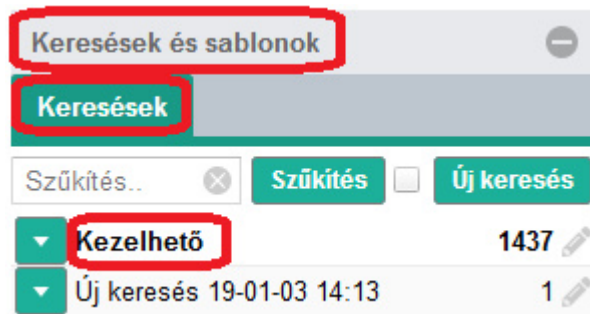 Keresések és sablonok
Keresések
Szűkítés.. Szűkítés Új keresés
Kezelhető 1437
Új keresés 19-01-03 14:13 1